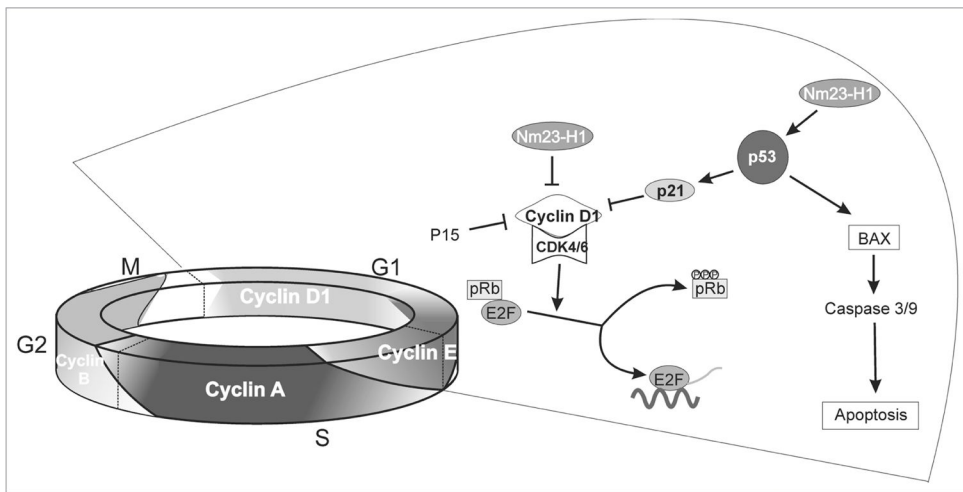 Nm23-H1
Nm23-H1
p53
p21
Cyclin D1
P15
CDK4/6
BAX
M
G1
Cyclin D1
pRb
E2F
PPP
pRb
Caspase 3/9
G2
Cyclin
B
Cyclin E
Cyclin A
E2F
Apoptosis
S